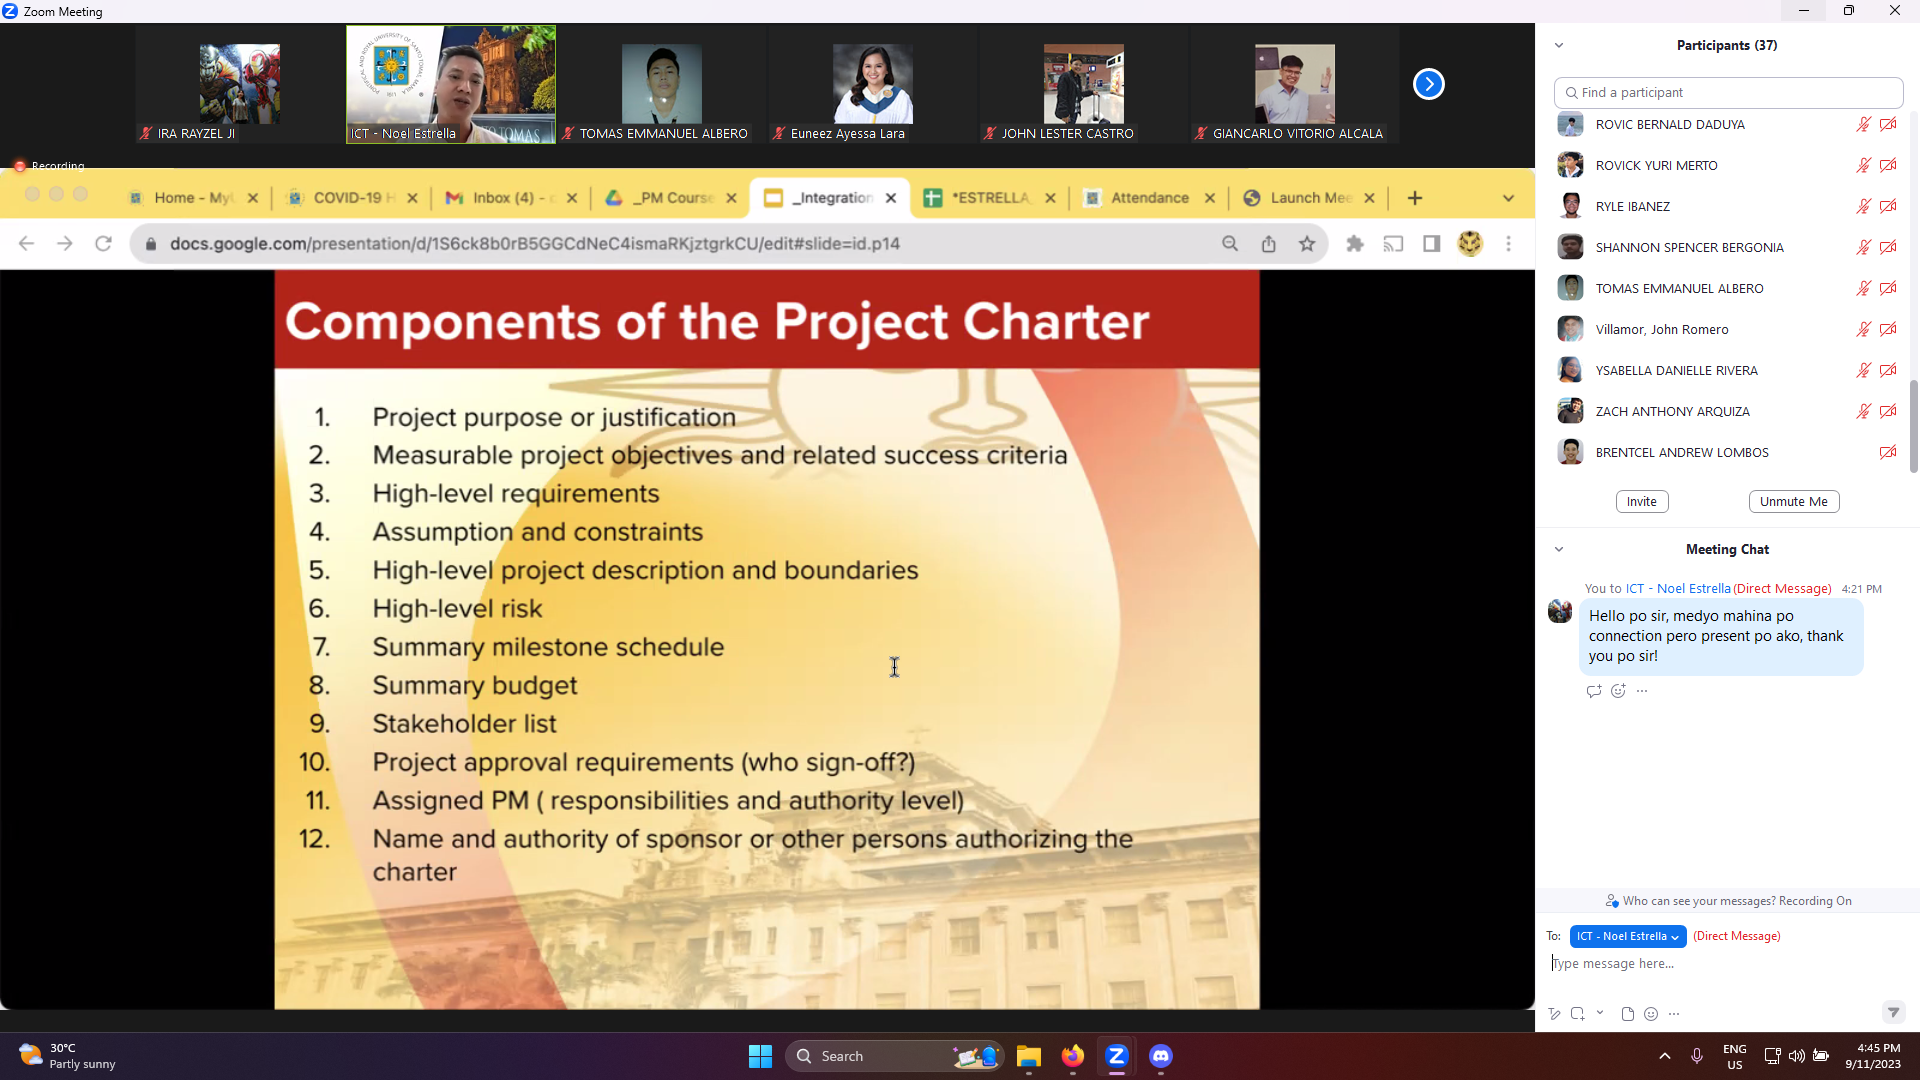 Zoom Meeting
IRA RAYZEL JI
ICT - Noel Estrella
TOMAS EMMANUEL ALBERO
Euneez Ayessa Lara
JOHN LESTER CASTRO
GIANCARLO VITORIO ALCALA
Recording
Home - My
COVID-19 H
Inbox (4) -
_PM Course
_Integration
*ESTRELLA
Attendance
Launch Mee
docs.google.com/presentation/d/1S6ck8b0rB5GGCdNeC4ismaRKjztgrkCU/edit#slide=id.p14
Components of the Project Charter
1. Project purpose or justification
2. Measurable project objectives and related success criteria
3. High-level requirements
4. Assumption and constraints
5. High-level project description and boundaries
6. High-level risk
7. Summary milestone schedule
8. Summary budget
9. Stakeholder list
10. Project approval requirements (who sign-off?)
11. Assigned PM ( responsibilities and authority level)
12. Name and authority of sponsor or other persons authorizing the
charter
Participants (37)
Find a participant
ROVIC BERNALD DADUYA
ROVICK YURI MERTO
RYLE IBANEZ
SHANNON SPENCER BERGONIA
TOMAS EMMANUEL ALBERO
Villamor, John Romero
YSABELLA DANIELLE RIVERA
ZACH ANTHONY ARQUIZA
BRENTCEL ANDREW LOMBOS
Invite
Unmute Me
Meeting Chat
You to ICT - Noel Estrella (Direct Message) 4:21 PM
Hello po sir, medyo mahina po
connection pero present po ako, thank
you po sir!
Who can see your messages? Recording On
To: ICT - Noel Estrella (Direct Message)
Type message here...
30°C
Partly sunny
Search
ENG
US
4:45 PM
9/11/2023